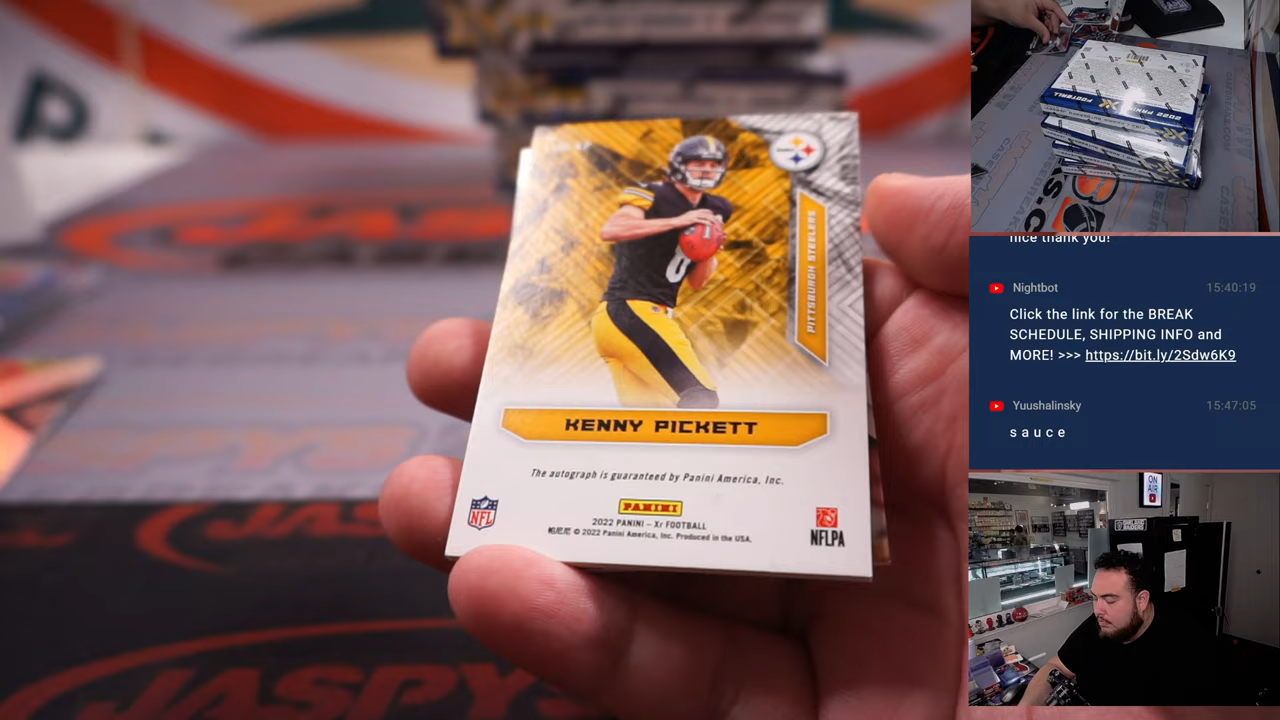 PITTSBURGH STEELERS
8
KENNY PICKETT
The autograph is guaranteed by Panini America, Inc.
NFL
PANINI
2022 PANINI – Xr FOOTBALL
© 2022 Panini America, Inc. Produced in the USA.
NFLPA
JASPYS
FOOTBALL
2022 PANINI
nice thank you!
Nightbot 15:40:19
Click the link for the BREAK
SCHEDULE, SHIPPING INFO and
MORE! >>> https://bit.ly/2Sdw6K9
Yuushalinsky 15:47:05
s a u c e
ON
AIR